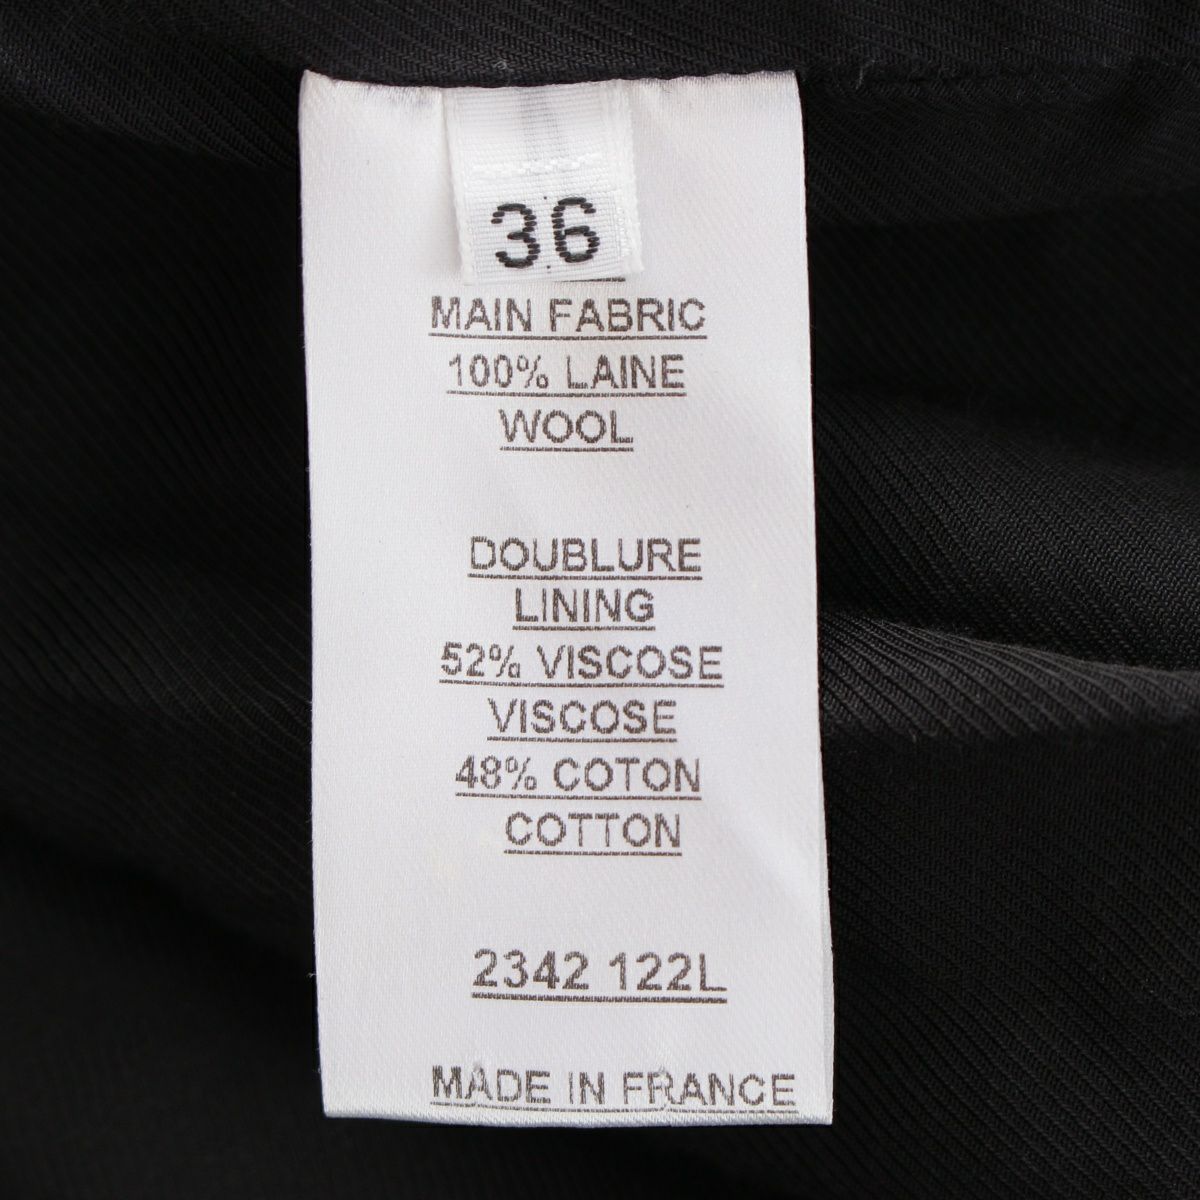 36
MAIN FABRIC
100% LAINE
WOOL
DOUBLURE
LINING
52% VISCOSE
VISCOSE
48% COTON
COTTON
2342 122L
MADE IN FRANCE